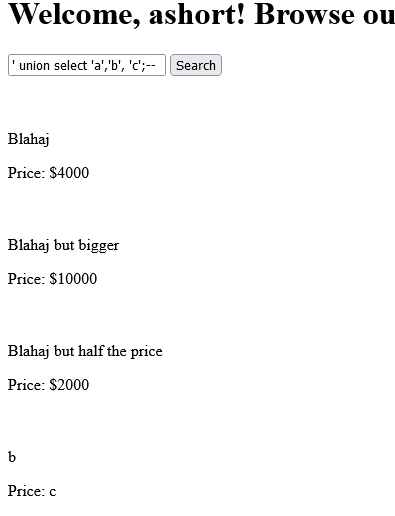 Welcome, ashort! Browse ou
' union select 'a','b', 'c';--
Search
Blahaj
Price: $4000
Blahaj but bigger
Price: $10000
Blahaj but half the price
Price: $2000
b
Price: c